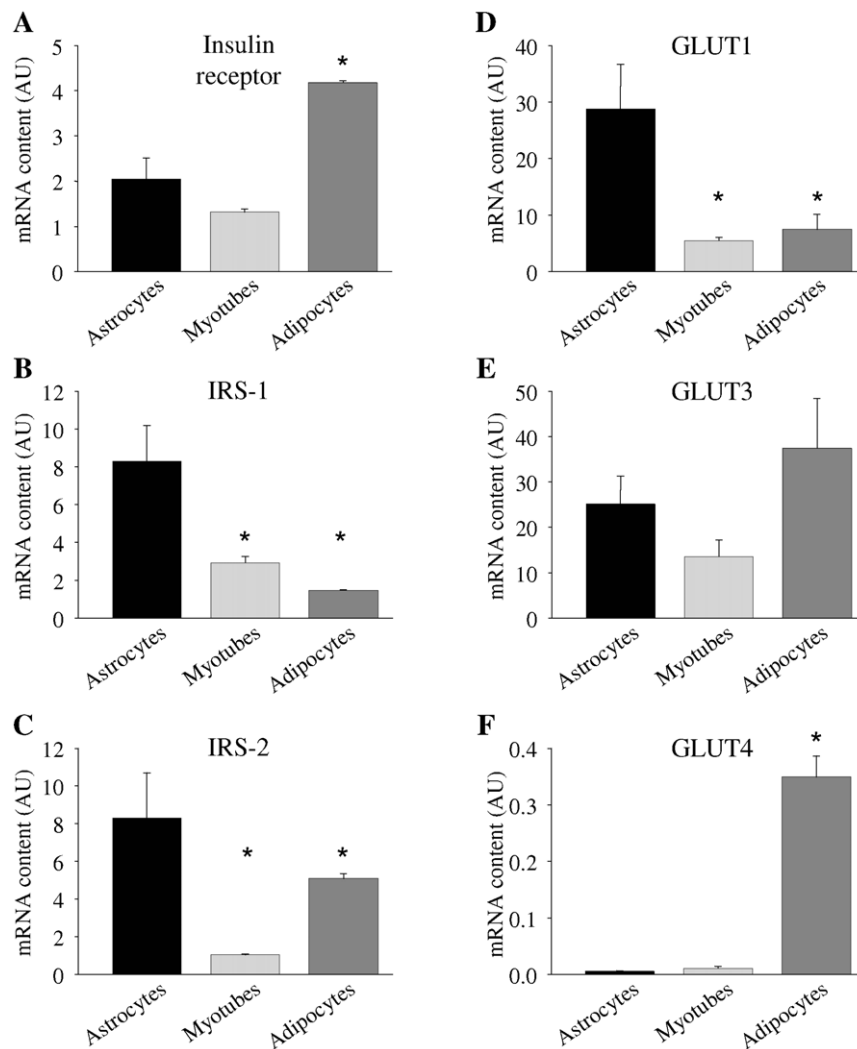 A
Insulin
receptor
mRNA content (AU)
5
4
3
2
1
0
*
Astrocytes
Myotubes
Adipocytes
B
IRS-1
mRNA content (AU)
12
10
8
6
4
2
0
*
*
Astrocytes
Myotubes
Adipocytes
C
IRS-2
mRNA content (AU)
12
10
8
6
4
2
0
*
*
Astrocytes
Myotubes
Adipocytes
D
GLUT1
mRNA content (AU)
40
30
20
10
0
*
*
Astrocytes
Myotubes
Adipocytes
E
GLUT3
mRNA content (AU)
50
40
30
20
10
0
Astrocytes
Myotubes
Adipocytes
F
GLUT4
mRNA content (AU)
0.4
0.3
0.2
0.1
0.0
*
Astrocytes
Myotubes
Adipocytes